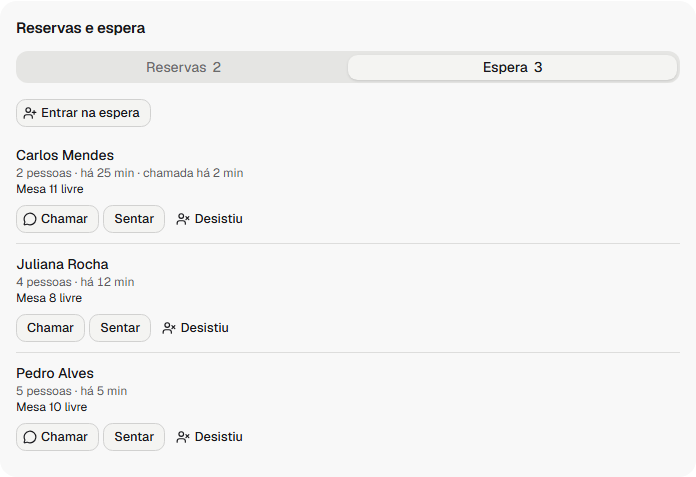 Reservas e espera
Reservas 2
Espera 3
Entrar na espera
Carlos Mendes
2 pessoas · há 25 min · chamada há 2 min
Mesa 11 livre
Chamar Sentar Desistiu
Juliana Rocha
4 pessoas · há 12 min
Mesa 8 livre
Chamar Sentar Desistiu
Pedro Alves
5 pessoas · há 5 min
Mesa 10 livre
Chamar Sentar Desistiu